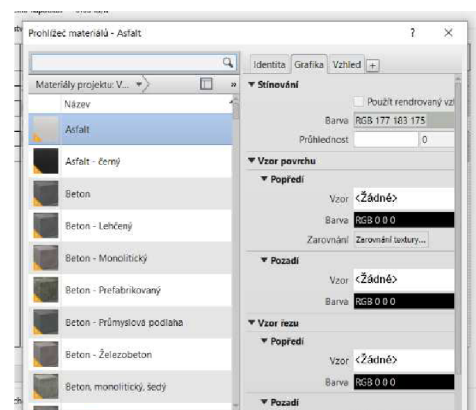 Prohlížeč materiálů - Asfalt
? ×
Identita Grafika Vzhled +
Materiály projektu: V... »
Název
Asfalt
Asfalt - černý
Beton
Beton - Lehčený
Beton - Monolitický
Beton - Prefabrikovaný
Beton - Průmyslová podlaha
Beton - Železobeton
Beton, monolitický, šedý
Stínování
Použít rendrovaný vzl
Barva RGB 177 183 175
Průhlednost 0
Vzor povrchu
Popředí
Vzor <Žádné>
Barva RGB 0 0 0
Zarovnání Zarovnání textury...
Pozadí
Vzor <Žádné>
Barva RGB 0 0 0
Vzor řezu
Popředí
Vzor <Žádné>
Barva RGB 0 0 0
Pozadí